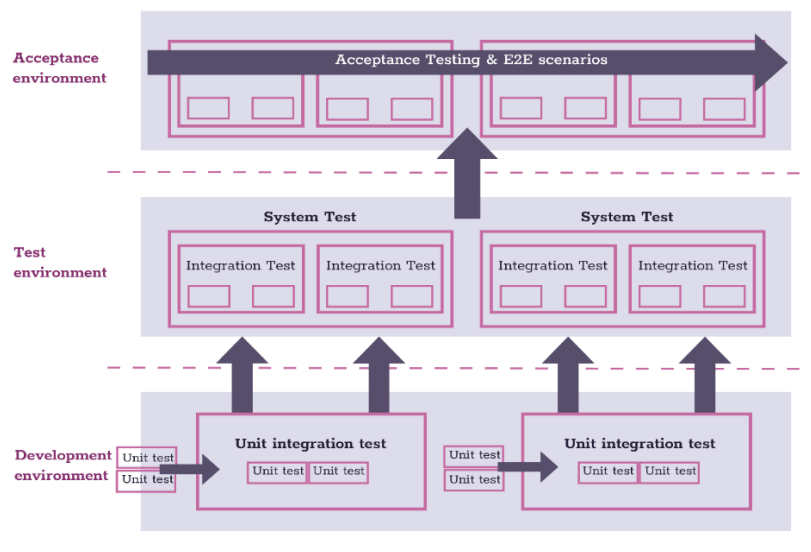 Acceptance
environment
Acceptance Testing & E2E scenarios
System Test
System Test
Test
environment
Integration Test
Integration Test
Integration Test
Integration Test
Development
environment
Unit test
Unit test
Unit integration test
Unit test
Unit test
Unit test
Unit test
Unit integration test
Unit test
Unit test